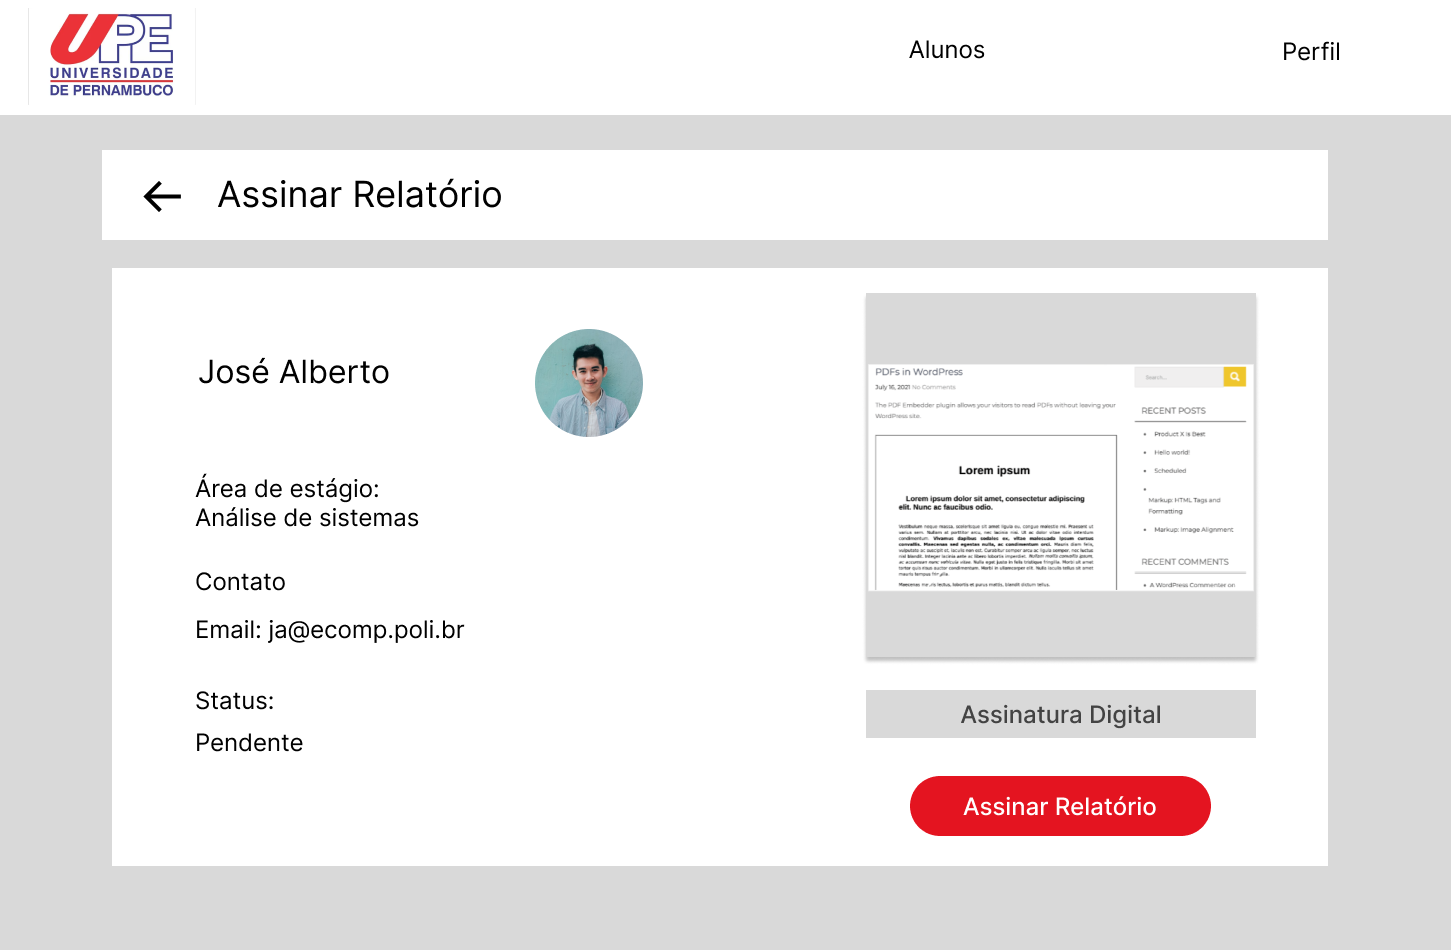 UPE
UNIVERSIDADE
DE PERNAMBUCO
Alunos
Perfil
Assinar Relatório
José Alberto
Área de estágio:
Análise de sistemas
Contato
Email: ja@ecomp.poli.br
Status:
Pendente
PDFs in WordPress
July 16, 2021 No Comments
The PDF Embedder plugin allows your visitors to read PDFs without leaving your
WordPress site.
Lorem ipsum
Lorem ipsum dolor sit amet, consectetur adipiscing
elit. Nunc ac faucibus odio.
Search...
RECENT POSTS
Product X is Best
Hello world!
Scheduled
Markup: HTML Tags and
Formatting
Markup: Image Alignment
RECENT COMMENTS
A WordPress Commenter on
Assinatura Digital
Assinar Relatório